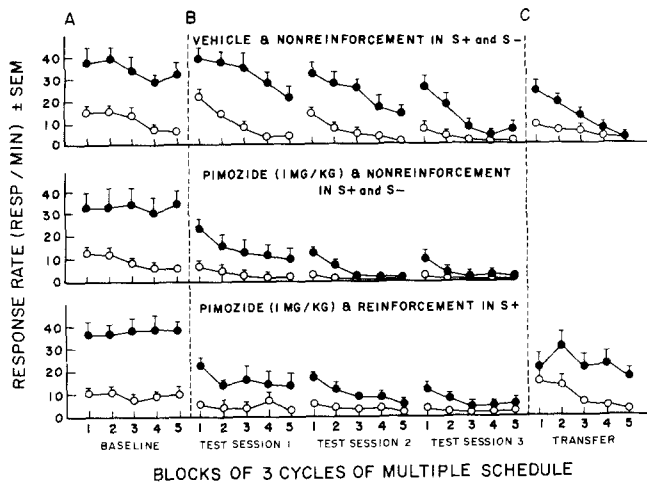 A
B
C
VEHICLE & NONREINFORCEMENT IN S+ and S-
40
30
20
10
0
PIMOZIDE (1 MG/KG) & NONREINFORCEMENT
IN S+ and S-
40
30
20
10
0
PIMOZIDE (1 MG/KG) & REINFORCEMENT IN S+
40
30
20
10
0
RESPONSE RATE (RESP / MIN) ± SEM
1 2 3 4 5 1 2 3 4 5 1 2 3 4 5 1 2 3 4 5 1 2 3 4 5
BASELINE TEST SESSION 1 TEST SESSION 2 TEST SESSION 3 TRANSFER
BLOCKS OF 3 CYCLES OF MULTIPLE SCHEDULE